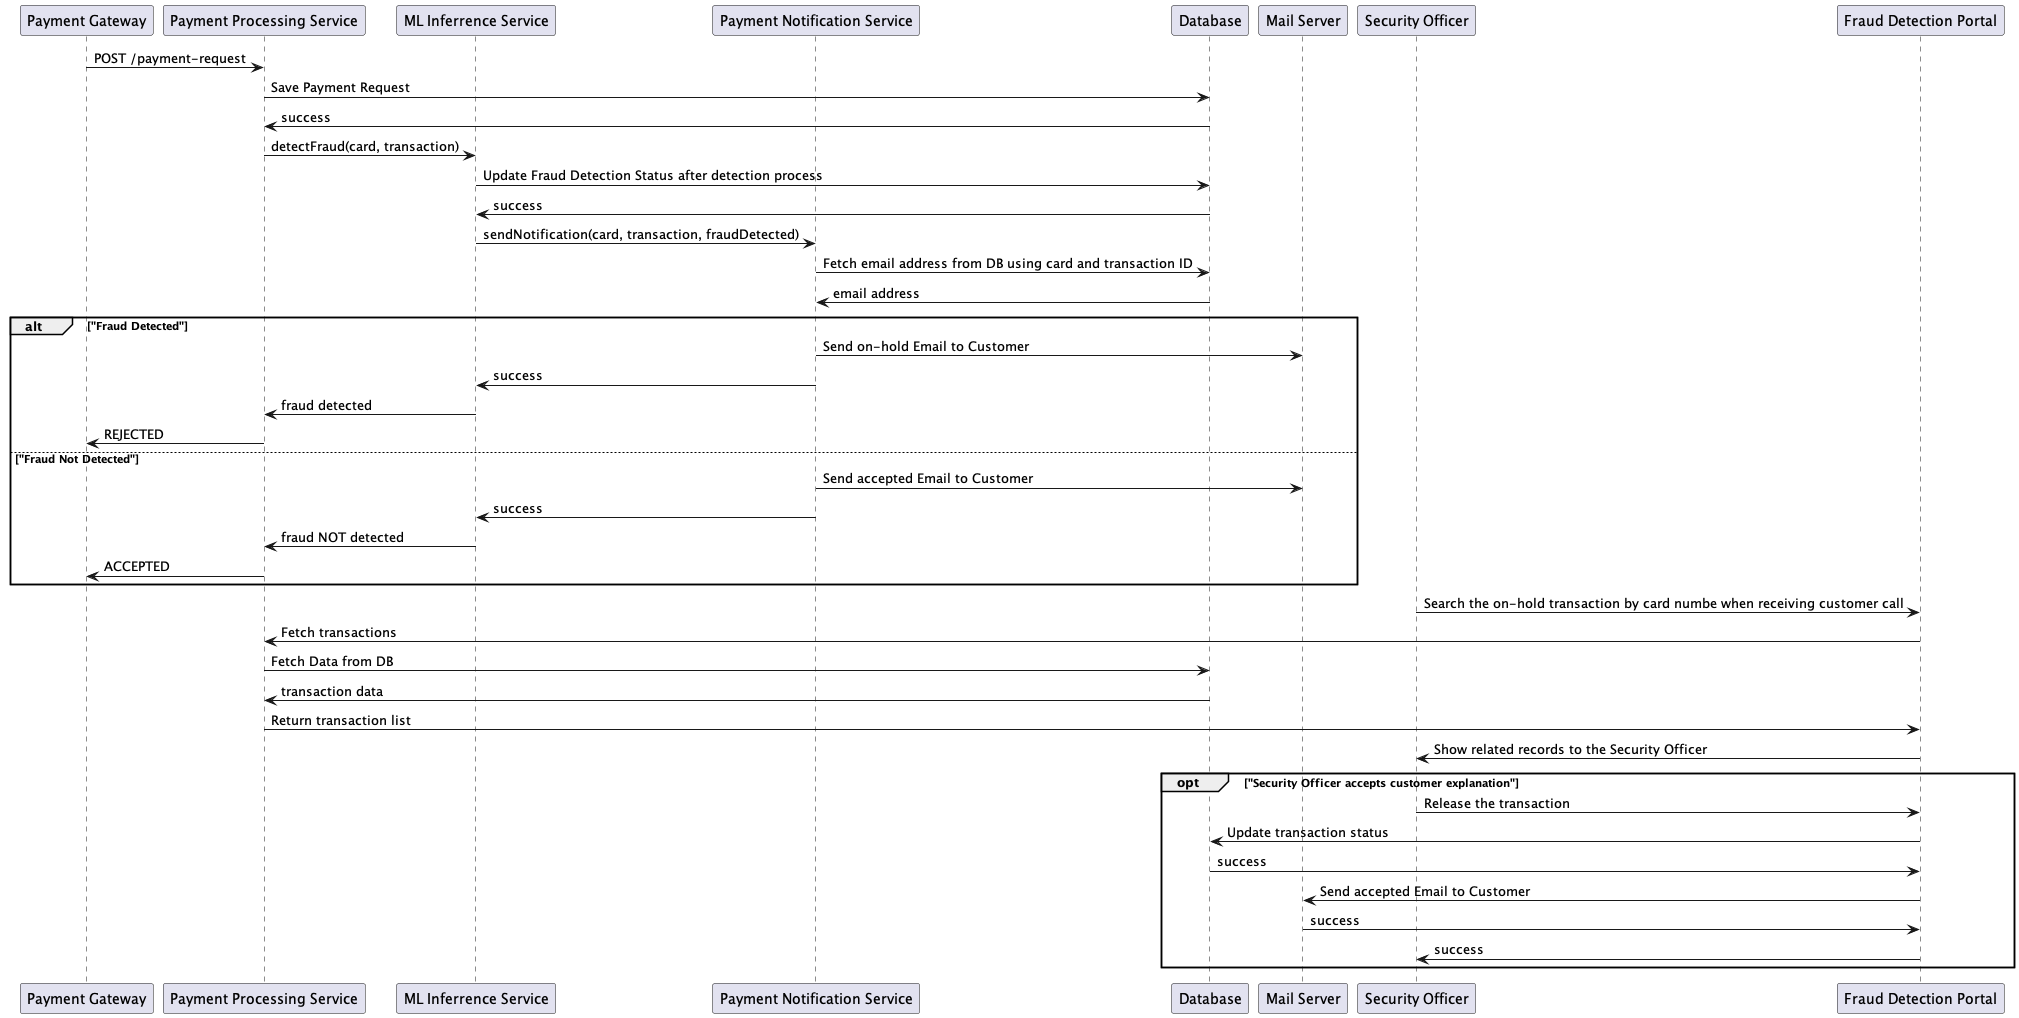 Payment Gateway
Payment Processing Service
ML Inferrence Service
Payment Notification Service
Database
Mail Server
Security Officer
Fraud Detection Portal
POST /payment-request
Save Payment Request
success
detectFraud(card, transaction)
Update Fraud Detection Status after detection process
success
sendNotification(card, transaction, fraudDetected)
Fetch email address from DB using card and transaction ID
email address
alt
["Fraud Detected"]
Send on-hold Email to Customer
success
fraud detected
REJECTED
["Fraud Not Detected"]
Send accepted Email to Customer
success
fraud NOT detected
ACCEPTED
Search the on-hold transaction by card numbe when receiving customer call
Fetch transactions
Fetch Data from DB
transaction data
Return transaction list
Show related records to the Security Officer
opt
["Security Officer accepts customer explanation"]
Release the transaction
Update transaction status
success
Send accepted Email to Customer
success
success
Payment Gateway
Payment Processing Service
ML Inferrence Service
Payment Notification Service
Database
Mail Server
Security Officer
Fraud Detection Portal